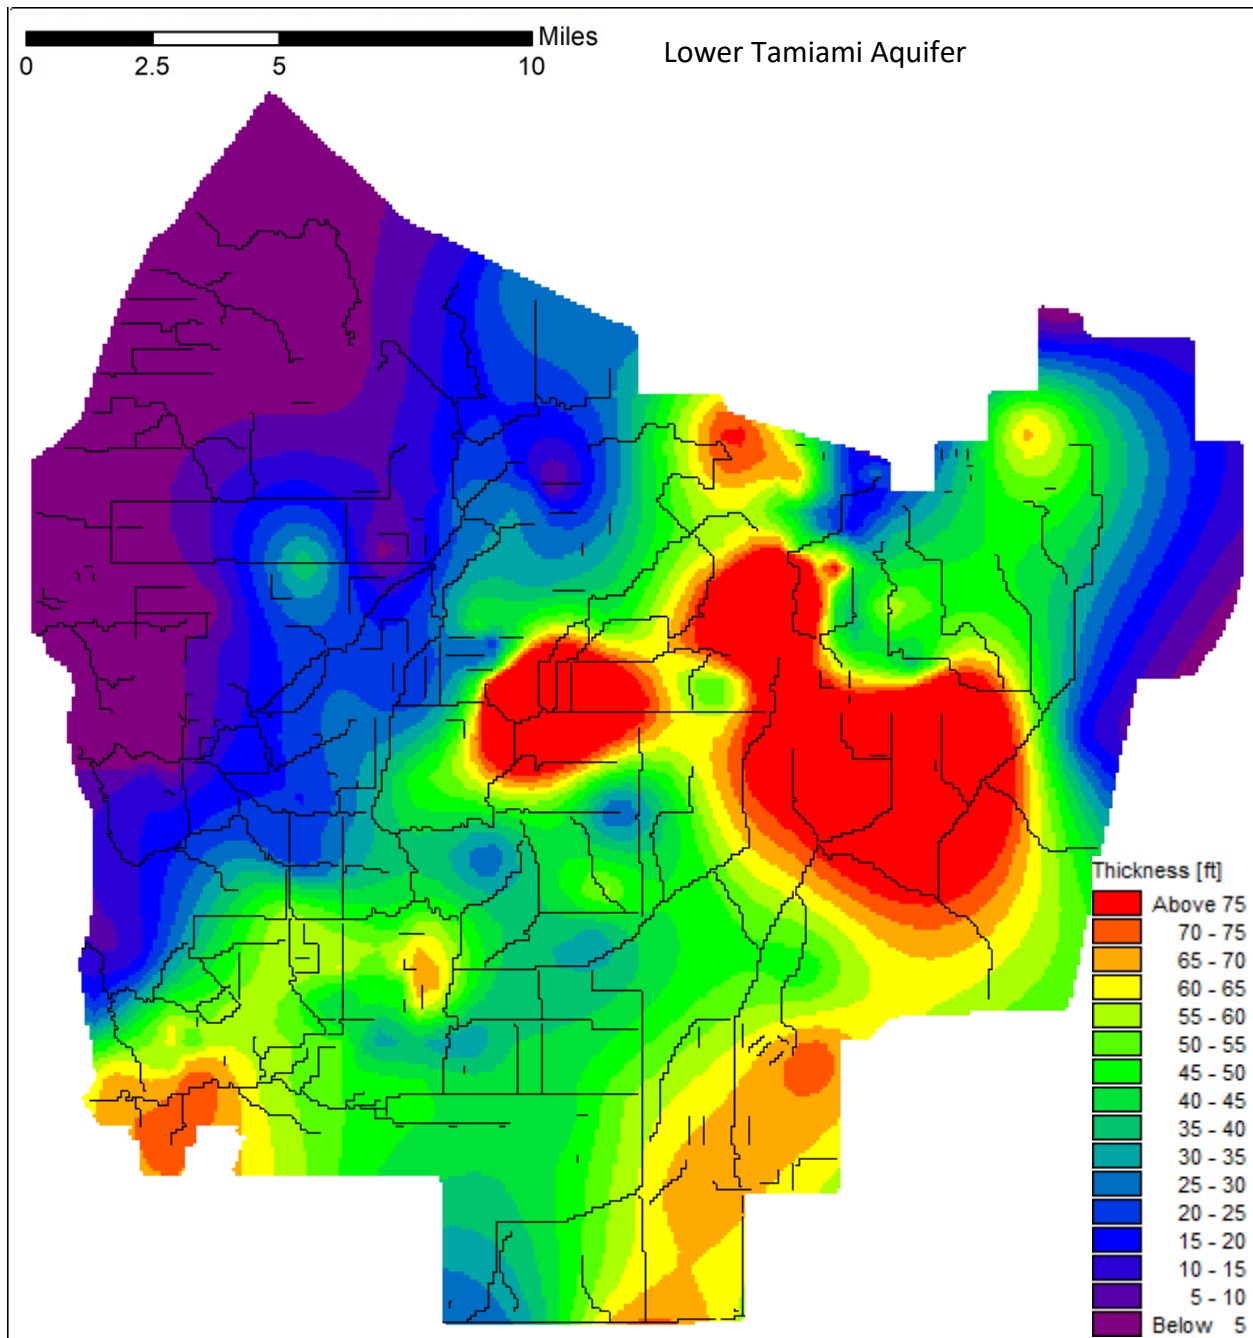 Miles
0 2.5 5 10
Lower Tamiami Aquifer
Thickness [ft]
Above 75
70 - 75
65 - 70
60 - 65
55 - 60
50 - 55
45 - 50
40 - 45
35 - 40
30 - 35
25 - 30
20 - 25
15 - 20
10 - 15
5 - 10
Below 5